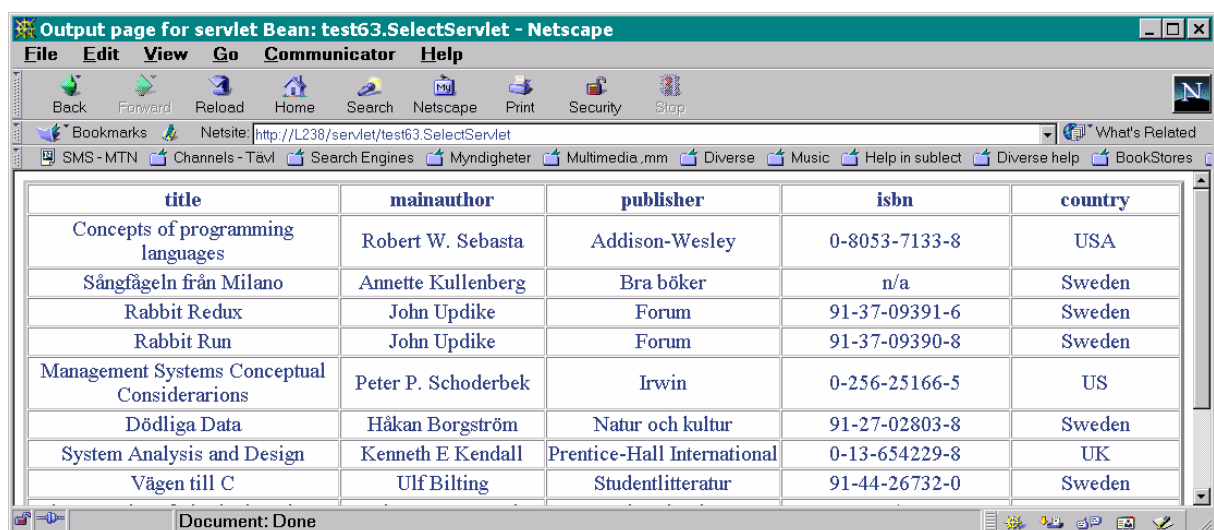 Output page for servlet Bean: test63.SelectServlet - Netscape
File Edit View Go Communicator Help
My N
Back Forward Reload Home Search Netscape Print Security Stop
Bookmarks Netsite: http://L238/servlet/test63.SelectServlet What's Related
SMS - MTN Channels - Tävl Search Engines Myndigheter Multimedia ,mm Diverse Music Help in sublect Diverse help BookStores
title mainauthor publisher isbn country
Concepts of programming
languages Robert W. Sebasta Addison-Wesley 0-8053-7133-8 USA
Sångfågeln från Milano Annette Kullenberg Bra böker n/a Sweden
Rabbit Redux John Updike Forum 91-37-09391-6 Sweden
Rabbit Run John Updike Forum 91-37-09390-8 Sweden
Management Systems Conceptual
Considerarions Peter P. Schoderbek Irwin 0-256-25166-5 US
Dödliga Data Håkan Borgström Natur och kultur 91-27-02803-8 Sweden
System Analysis and Design Kenneth E Kendall Prentice-Hall International 0-13-654229-8 UK
Vägen till C Ulf Bilting Studentlitteratur 91-44-26732-0 Sweden
Document: Done